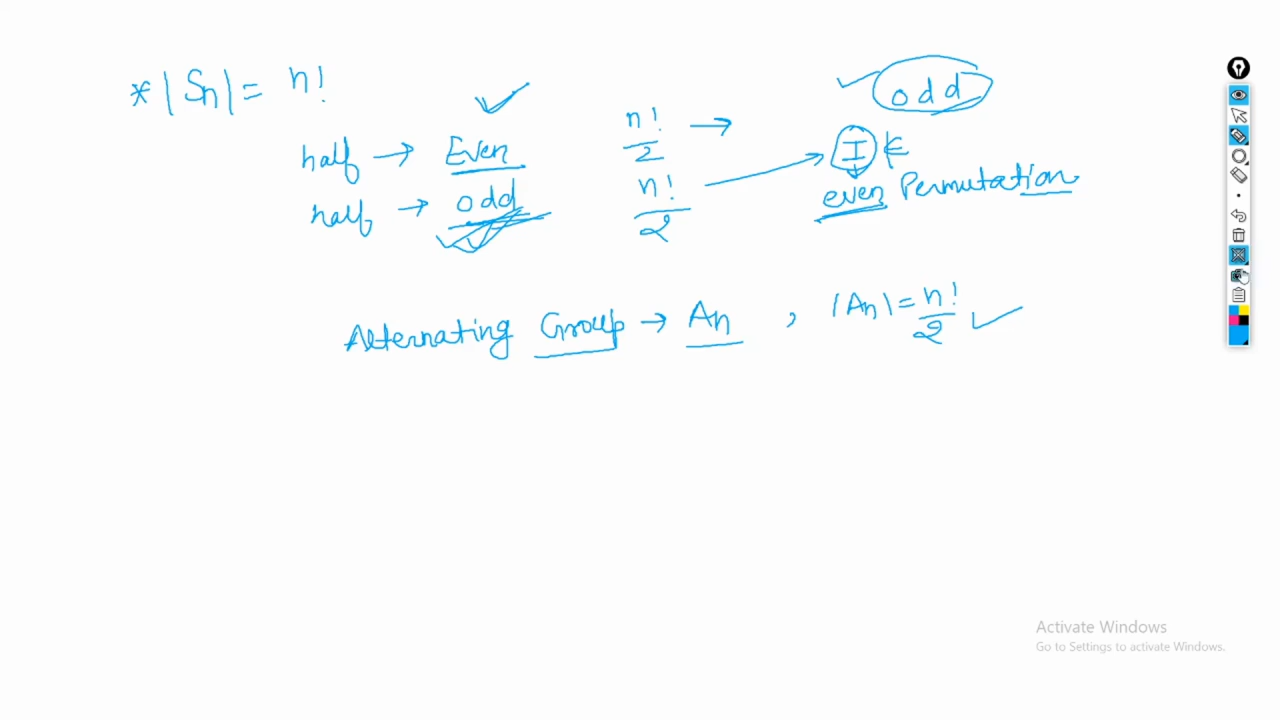 * |Sn| = n!
odd
half → Even n!/2 →
I
half → odd n!/2 → even Permutation
Alternating Group → An , |An| = n!/2
Activate Windows
Go to Settings to activate Windows.